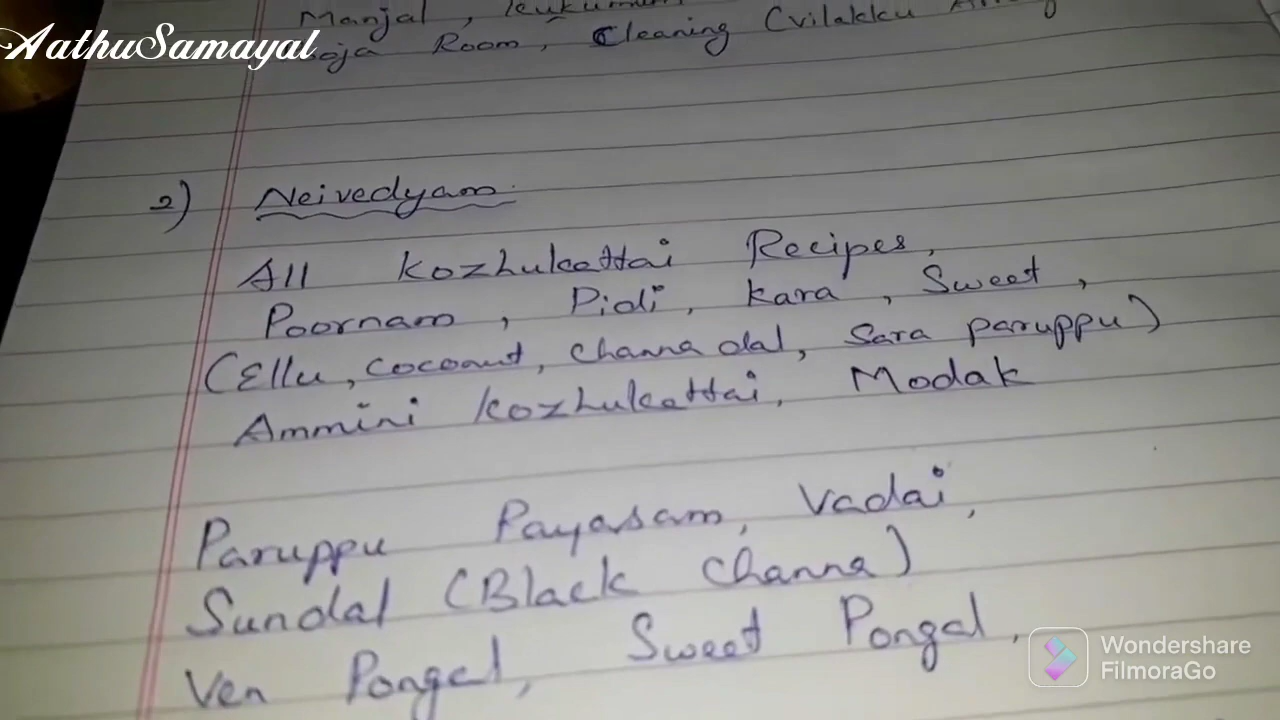 Manjal, Kukumam
AathuSamayal
Room, Cleaning (vilakku
2) Neivedyam.
All Kozhukattai Recipes,
Poornam, Pidi, Kara, Sweet,
(Ellu, coconut, channa dal, Sara paruppu)
Ammini Kozhukattai, Modak
Paruppu Payasam, Vadai,
Sundal (Black channa)
Ven Pongal, Sweet Pongal,
Wondershare
FilmoraGo